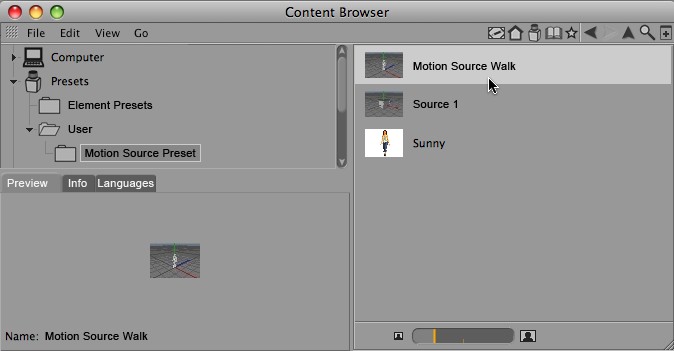 Content Browser
File Edit View Go
Computer
Presets
Element Presets
User
Motion Source Preset
Motion Source Walk
Source 1
Sunny
Preview Info Languages
Name: Motion Source Walk